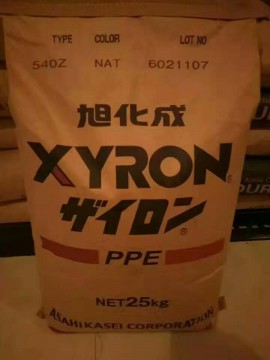 TYPE COLOR LOT NO
540Z NAT 6021107
旭化成
XYRON®
ザイロン®
PPE
NET25kg
ASAHI KASEI CORPORATION